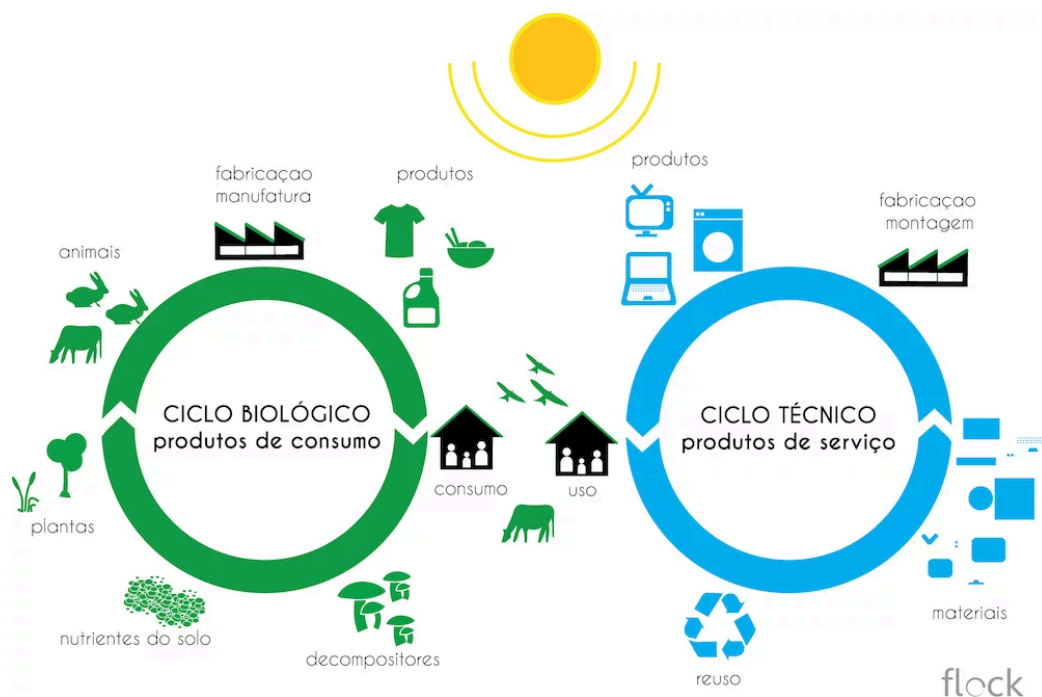 produtos
fabricaçao
manufatura
produtos
fabricaçao
montagem
animais
CICLO BIOLÓGICO
produtos de consumo
CICLO TÉCNICO
produtos de serviço
consumo
uso
plantas
nutrientes do solo
decompositores
materiais
reuso
flock